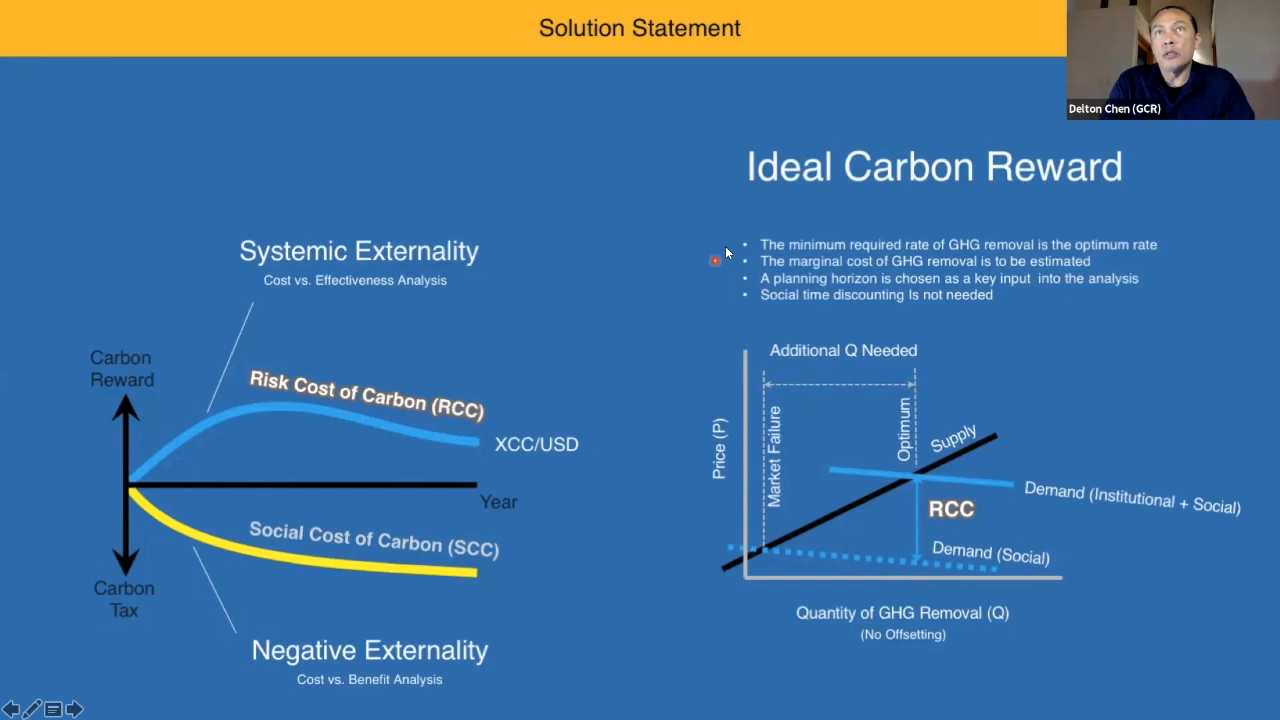 Solution Statement
Delton Chen (GCR)
Ideal Carbon Reward
• The minimum required rate of GHG removal is the optimum rate
• The marginal cost of GHG removal is to be estimated
• A planning horizon is chosen as a key input into the analysis
• Social time discounting Is not needed
Systemic Externality
Cost vs. Effectiveness Analysis
Carbon
Reward
Risk Cost of Carbon (RCC)
XCC/USD
Year
Social Cost of Carbon (SCC)
Carbon
Tax
Negative Externality
Cost vs. Benefit Analysis
Additional Q Needed
Price (P)
Market Failure
Optimum
Supply
Demand (Institutional + Social)
RCC
Demand (Social)
Quantity of GHG Removal (Q)
(No Offsetting)